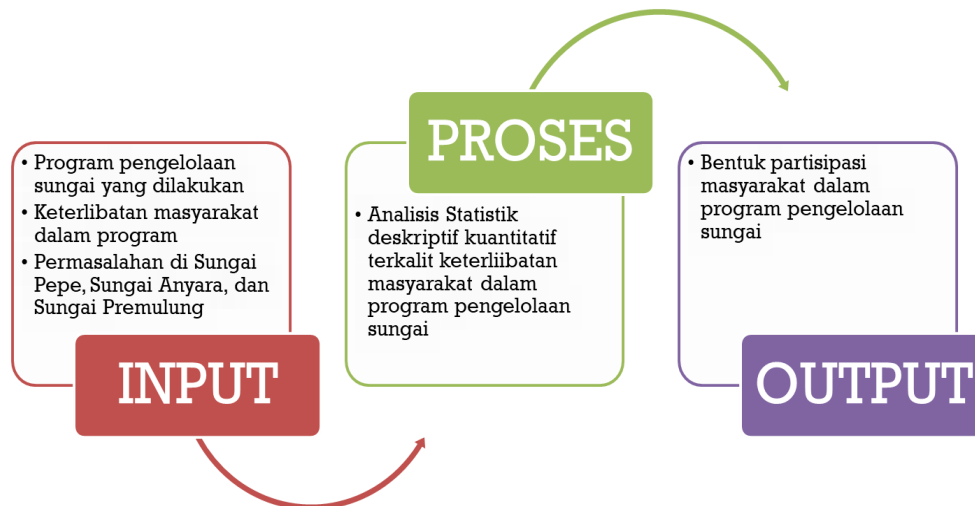 • Program pengelolaan
sungai yang dilakukan
• Keterlibatan masyarakat
dalam program
• Permasalahan di Sungai
Pepe, Sungai Anyara, dan
Sungai Premulung
INPUT
PROSES
• Analisis Statistik
deskriptif kuantitatif
terkalit keterliibatan
masyarakat dalam
program pengelolaan
sungai
• Bentuk partisipasi
masyarakat dalam
program pengelolaan
sungai
OUTPUT